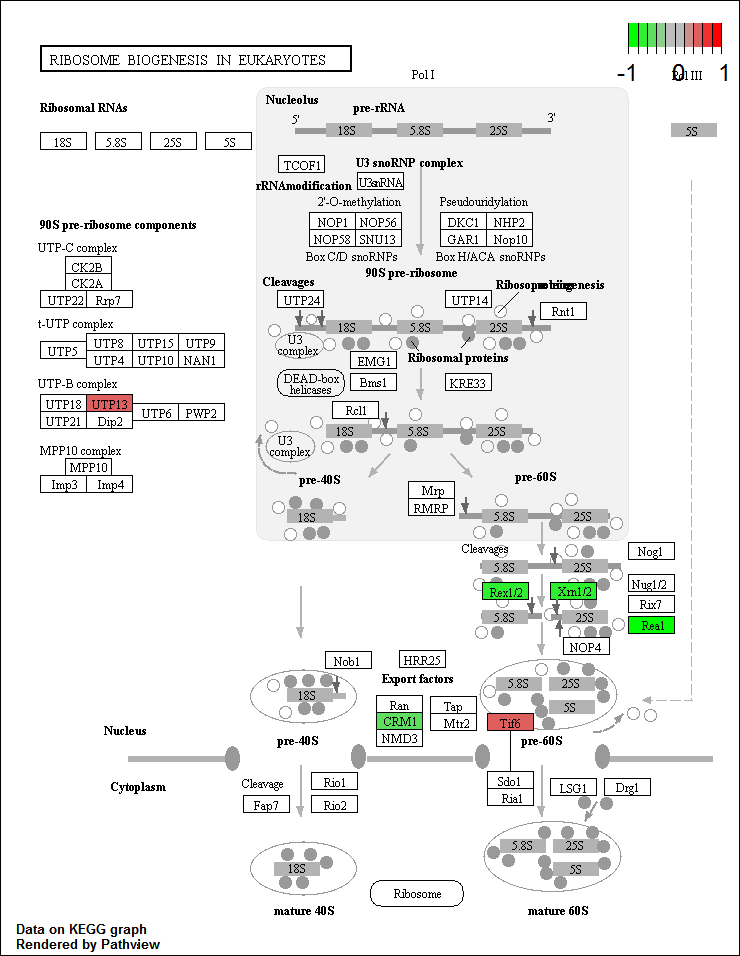 RIBOSOME BIOGENESIS IN EUKARYOTES
-1 0 1
Pol I
Pol III
Ribosomal RNAs
18S 5.8S 25S 5S
Nucleolus
pre-rRNA
5' 3'
18S 5.8S 25S
5S
TCOF1
U3 snoRNP complex
U3snRNA
rRNAmodification
2'-O-methylation
Pseudouridylation
NOP1 NOP56
NOP58 SNU13
DKC1 NHP2
GAR1 Nop10
Box C/D snoRNPs
Box H/ACA snoRNPs
90S pre-ribosome components
UTP-C complex
CK2B
CK2A
UTP22 Rrp7
t-UTP complex
UTP5
UTP8 UTP15 UTP9
UTP4 UTP10 NAN1
UTP-B complex
UTP18 UTP13
UTP21 Dip2
UTP6 PWP2
MPP10 complex
MPP10
Imp3 Imp4
90S pre-ribosome
Cleavages
UTP24
UTP14
Rnt1
18S 5.8S 25S
U3
complex
Ribosomal proteins
EMG1
DEAD-box
helicases
Bms1
KRE33
Rcl1
18S 5.8S 25S
U3
complex
pre-40S
pre-60S
Mrp
RMRP
18S
5.8S 25S
Cleavages
Nog1
5.8S 25S
Rex1/2
Xrn1/2
Nug1/2
Rix7
5.8S 25S
Rea1
NOP4
Nob1
HRR25
Export factors
18S
Ran
CRM1
NMD3
Tap
Mtr2
5.8S 25S
5S
Tif6
Nucleus
pre-40S
pre-60S
Cytoplasm
Cleavage
Fap7
Rio1
Rio2
Sdo1
Ria1
LSG1
Drg1
18S
5.8S 25S
5S
Ribosome
mature 40S
mature 60S
Data on KEGG graph
Rendered by Pathview